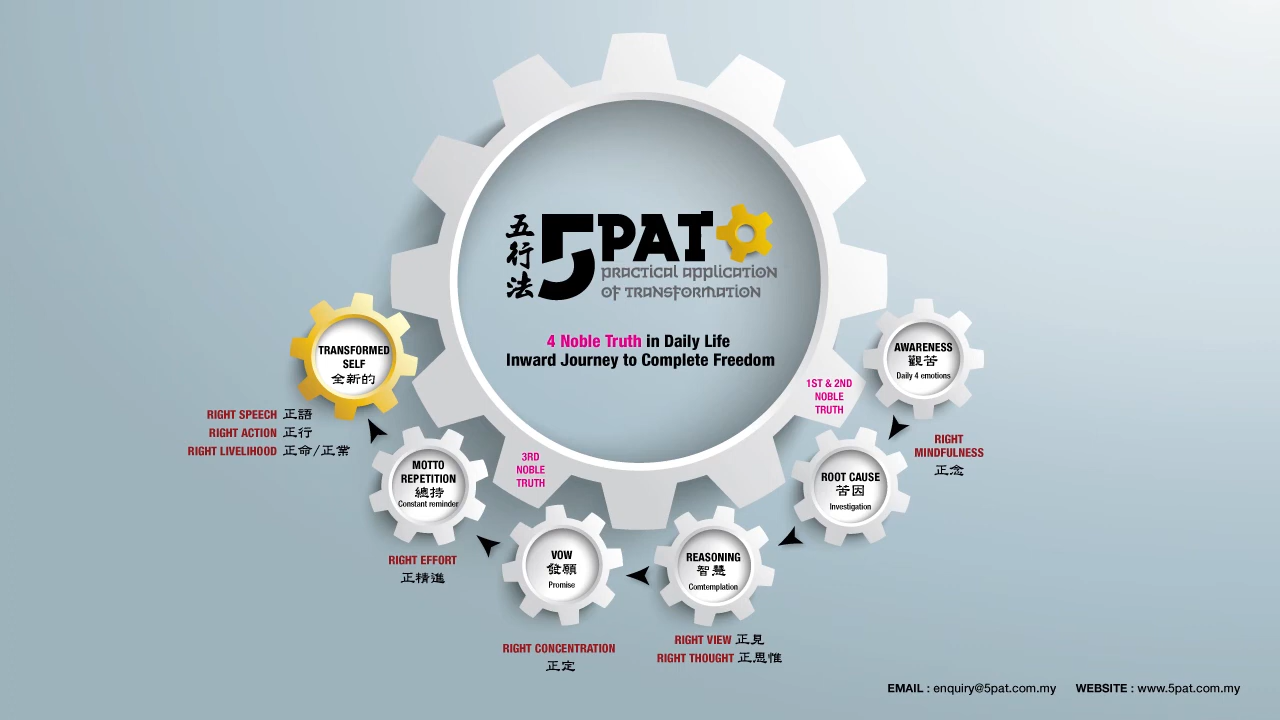 五行法
5PAT
PRACTICAL APPLICATION
OF TRANSFORMATION
4 Noble Truth in Daily Life
Inward Journey to Complete Freedom
1ST & 2ND
NOBLE
TRUTH
3RD
NOBLE
TRUTH
AWARENESS
觀苦
Daily 4 emotions
RIGHT
MINDFULNESS
正念
ROOT CAUSE
苦因
Investigation
REASONING
智慧
Comtemplation
RIGHT VIEW 正見
RIGHT THOUGHT 正思惟
VOW
發願
Promise
RIGHT CONCENTRATION
正定
MOTTO
REPETITION
總持
Constant reminder
RIGHT EFFORT
正精進
TRANSFORMED
SELF
全新的
RIGHT SPEECH 正語
RIGHT ACTION 正行
RIGHT LIVELIHOOD 正命/正業
EMAIL : enquiry@5pat.com.my WEBSITE : www.5pat.com.my